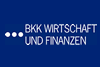 BKK WIRTSCHAFT
UND FINANZEN